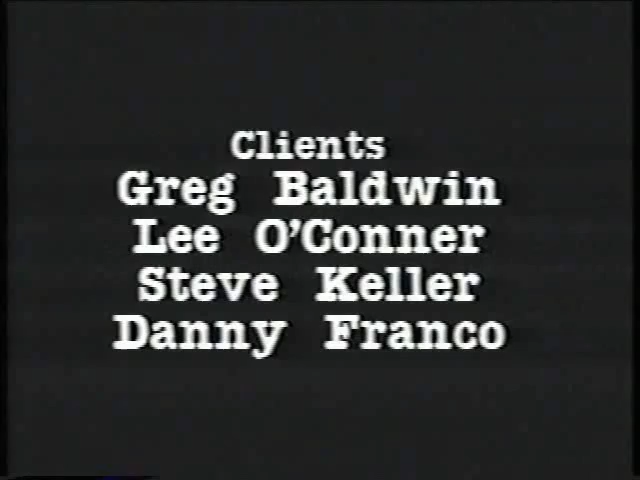 Clients
Greg Baldwin
Lee O'Conner
Steve Keller
Danny Franco